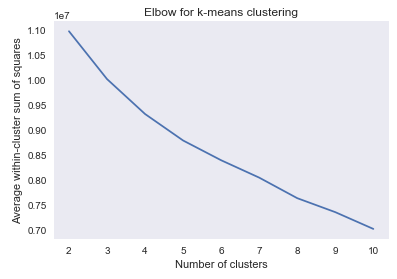 Elbow for k-means clustering
1e7
1.10
1.05
1.00
0.95
0.90
0.85
0.80
0.75
0.70
2 3 4 5 6 7 8 9 10
Number of clusters
Average within-cluster sum of squares